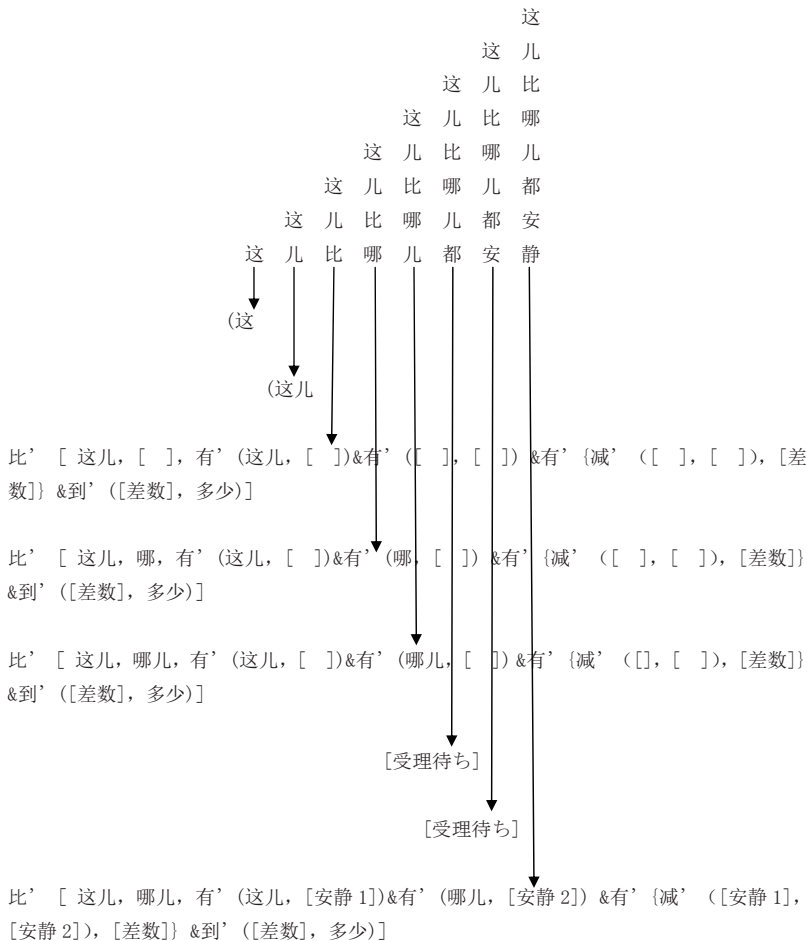 这
这 儿
这 儿 比
这 儿 比 哪
这 儿 比 哪 儿
这 儿 比 哪 儿 都
这 儿 比 哪 儿 都 安
这 儿 比 哪 儿 都 安 静
(这
(这儿
比’ [ 这儿, [ ], 有’(这儿, [ ])&有’([ ], [ ]) &有’{减’ ([ ], [ ]), [差
数]} &到’([差数], 多少)]
比’ [ 这儿, 哪, 有’(这儿, [ ])&有’(哪, [ ]) &有’{减’ ([ ], [ ]), [差数]}
&到’([差数], 多少)]
比’ [ 这儿, 哪儿, 有’(这儿, [ ])&有’(哪儿, [ ]) &有’{减’ ([], [ ]), [差数]}
&到’([差数], 多少)]
[受理待ち]
[受理待ち]
比’ [ 这儿, 哪儿, 有’(这儿, [安静 1])&有’(哪儿, [安静 2]) &有’{减’ ([安静 1],
[安静 2]), [差数]} &到’([差数], 多少)]